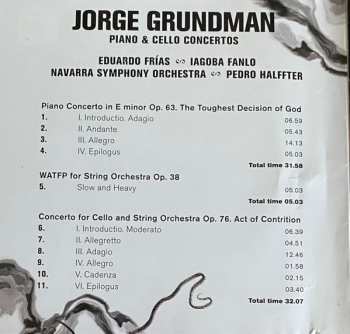 JORGE GRUNDMAN
PIANO & CELLO CONCERTOS
EDUARDO FRÍAS IAGOBA FANLO
NAVARRA SYMPHONY ORCHESTRA PEDRO HALFFTER
Piano Concerto in E minor Op. 63. The Toughest Decision of God
1. I. Introductio. Adagio 06.59
2. II. Andante 05.43
3. III. Allegro 14.13
4. IV. Epilogus 05.03
Total time 31.58
WATFP for String Orchestra Op. 38
5. Slow and Heavy 05.03
Total time 05.03
Concerto for Cello and String Orchestra Op. 76. Act of Contrition
6. I. Introductio. Moderato 06.39
7. II. Allegretto 04.51
8. III. Adagio 12.46
9. IV. Allegro 01.58
10. V. Cadenza 02.15
11. VI. Epilogus 03.40
Total time 32.07